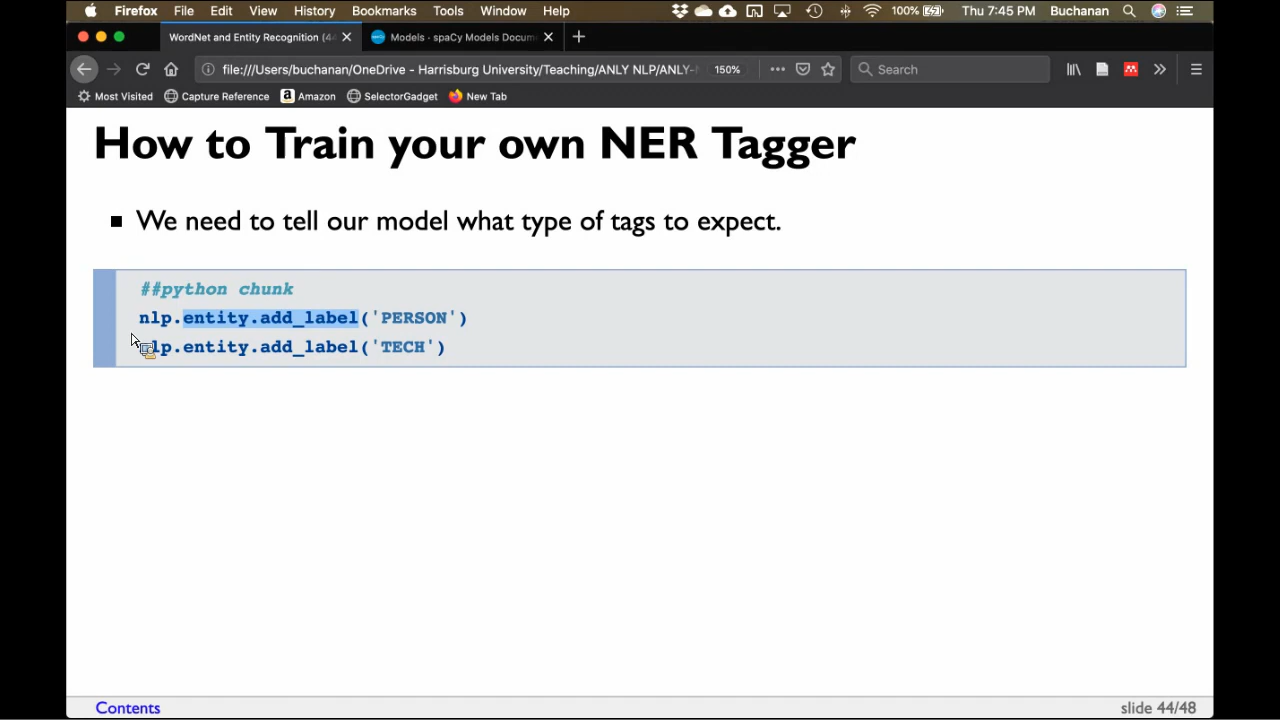 Firefox File Edit View History Bookmarks Tools Window Help 100% Thu 7:45 PM Buchanan
WordNet and Entity Recognition (4 Models · spaCy Models Docum
file:///Users/buchanan/OneDrive - Harrisburg University/Teaching/ANLY NLP/ANLY- 150% Search
Most Visited Capture Reference Amazon SelectorGadget New Tab
How to Train your own NER Tagger
We need to tell our model what type of tags to expect.
##python chunk
nlp.entity.add_label('PERSON')
nlp.entity.add_label('TECH')
Contents slide 44/48